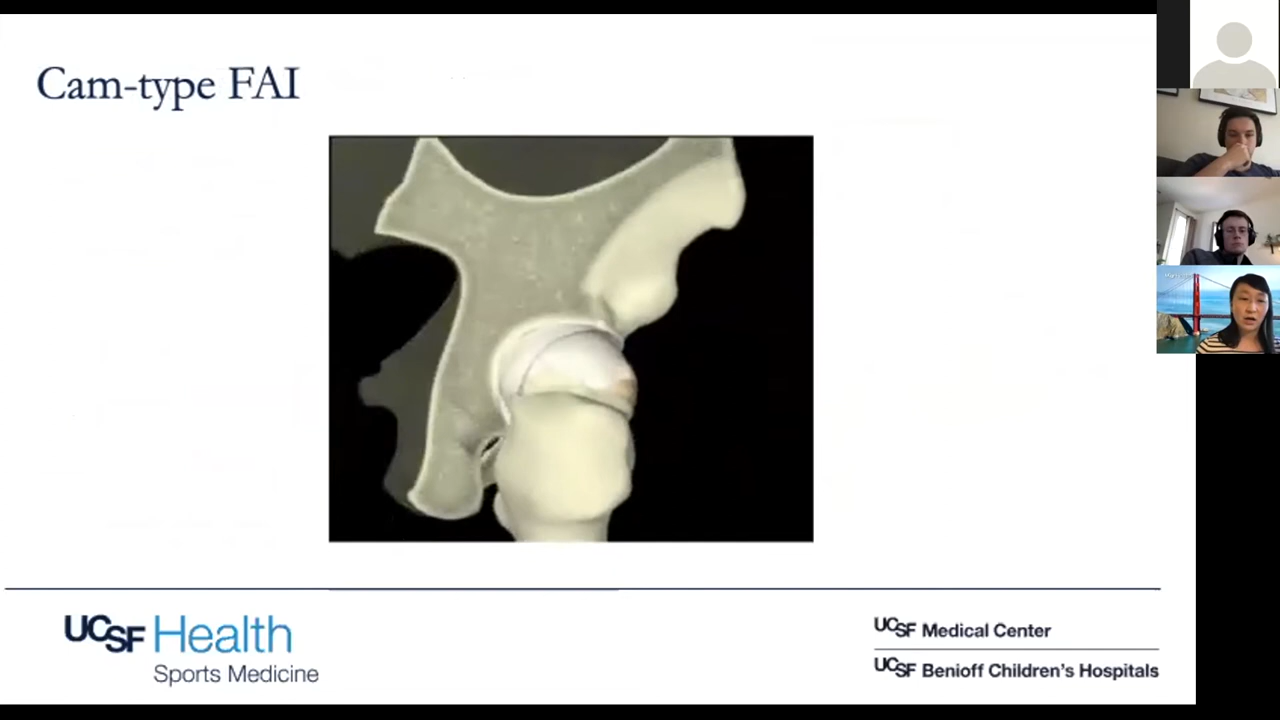 Cam-type FAI
UCSF Health
Sports Medicine
UCSF Medical Center
UCSF Benioff Children's Hospitals